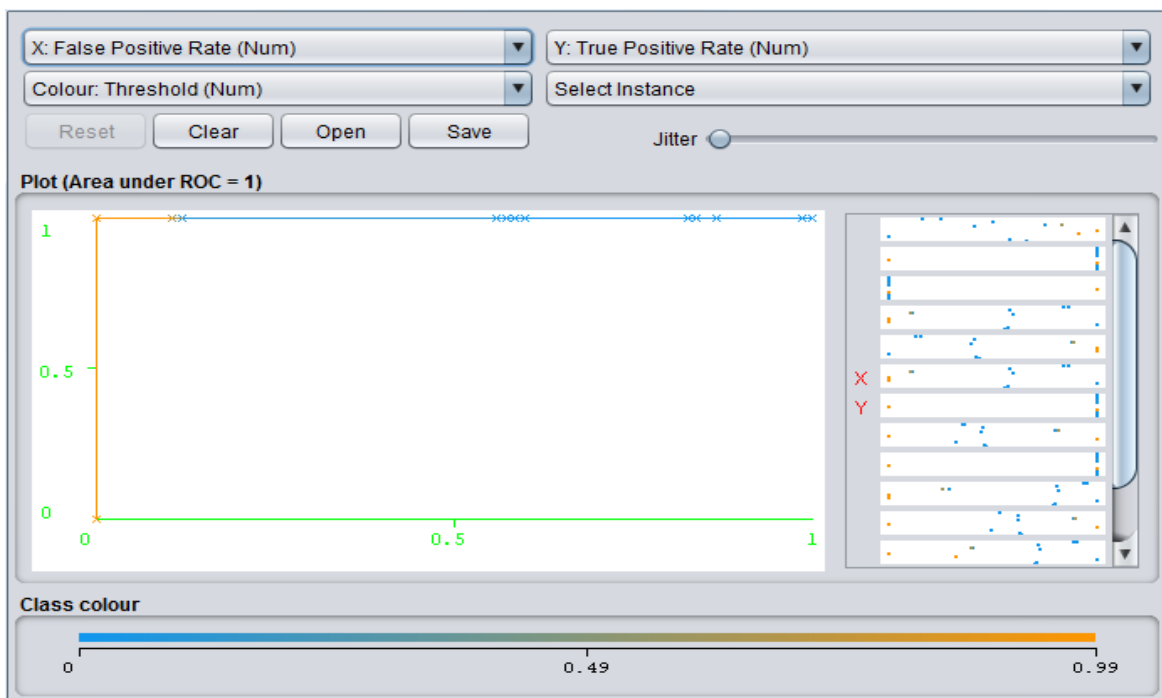 X: False Positive Rate (Num) Y: True Positive Rate (Num)
Colour: Threshold (Num) Select Instance
Reset Clear Open Save Jitter
Plot (Area under ROC = 1)
1
0.5
0
0 0.5 1
X
Y
Class colour
0 0.49 0.99